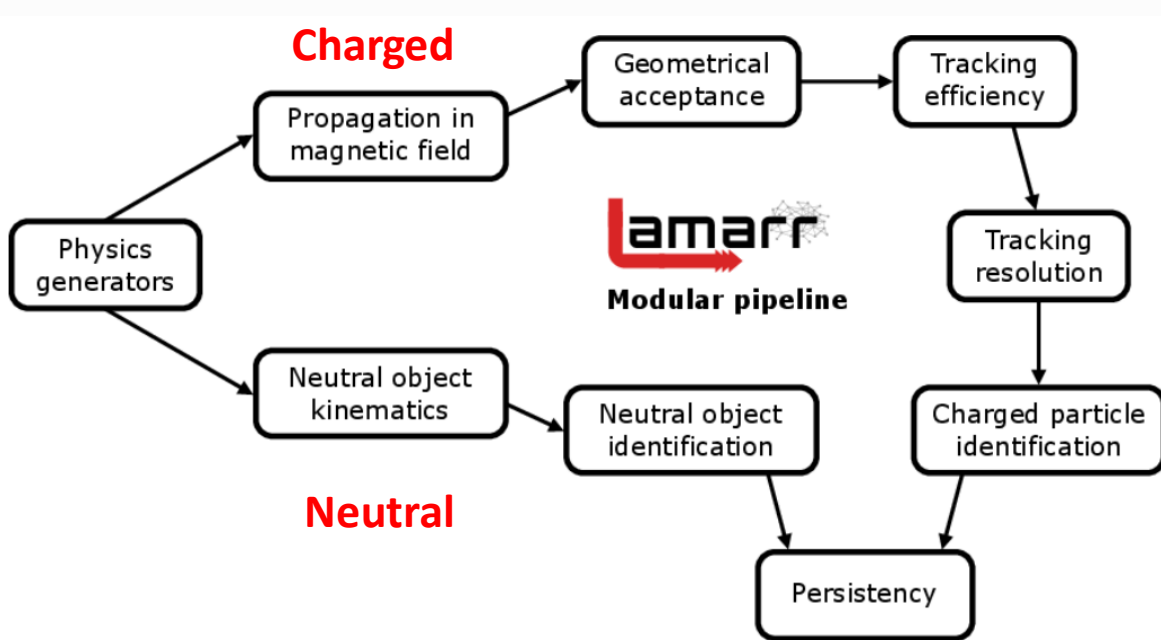 Charged
Geometrical
acceptance
Tracking
efficiency
Propagation in
magnetic field
Physics
generators
Lamarr
Modular pipeline
Tracking
resolution
Neutral object
kinematics
Neutral object
identification
Charged particle
identification
Neutral
Persistency